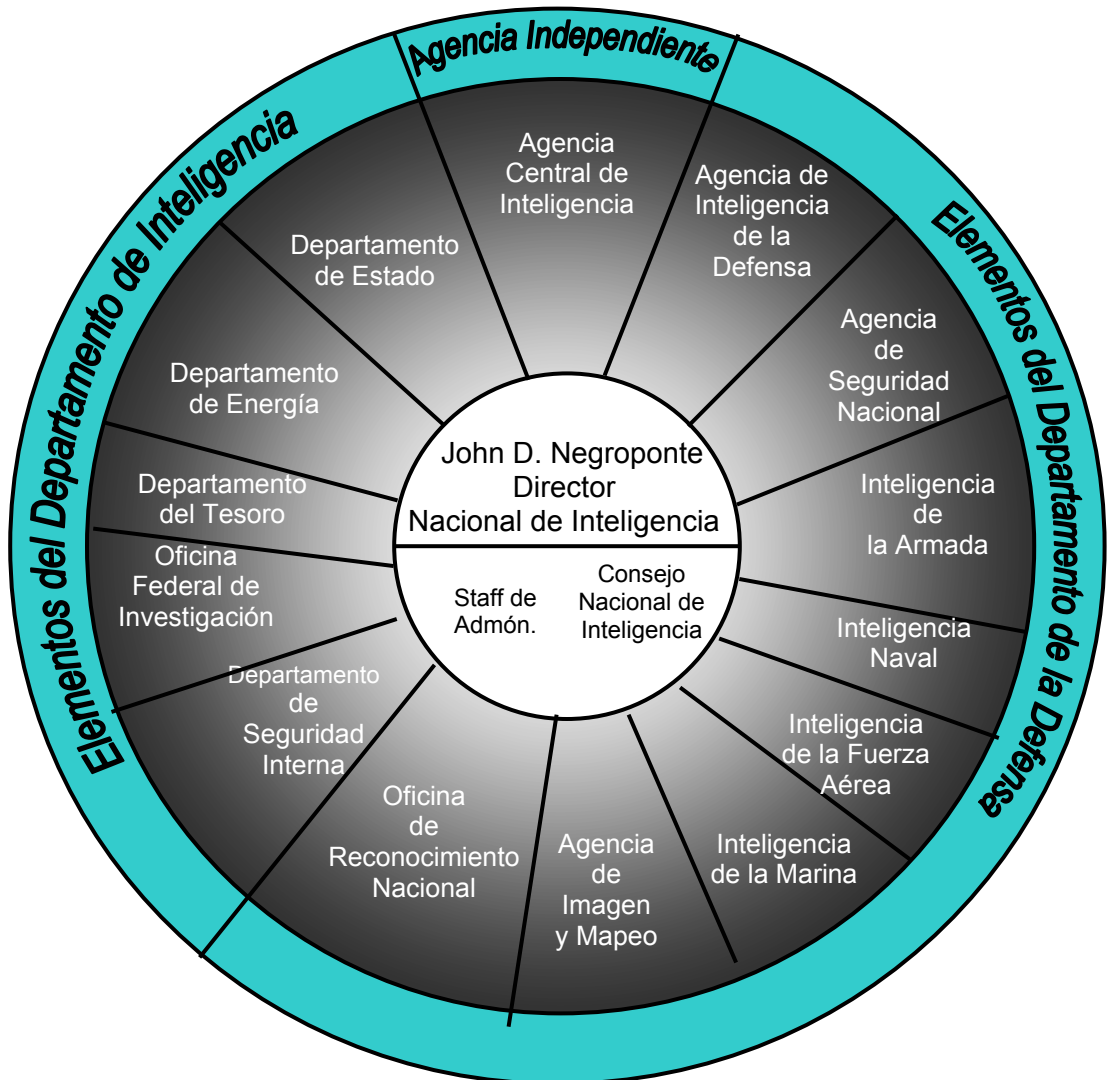 Agencia Independiente
Elementos del Departamento de Inteligencia
Elementos del Departamento de la Defensa
Agencia
Central de
Inteligencia
Agencia de
Inteligencia
de la
Defensa
Agencia
de
Seguridad
Nacional
Inteligencia
de
la Armada
Inteligencia
Naval
Inteligencia
de la Fuerza
Aérea
Inteligencia
de la Marina
Agencia
de
Imagen
y Mapeo
Oficina
de
Reconocimiento
Nacional
Departamento
de
Seguridad
Interna
Oficina
Federal de
Investigación
Departamento
del Tesoro
Departamento
de Energía
Departamento
de Estado
John D. Negroponte
Director
Nacional de Inteligencia
Staff de
Admón.
Consejo
Nacional de
Inteligencia